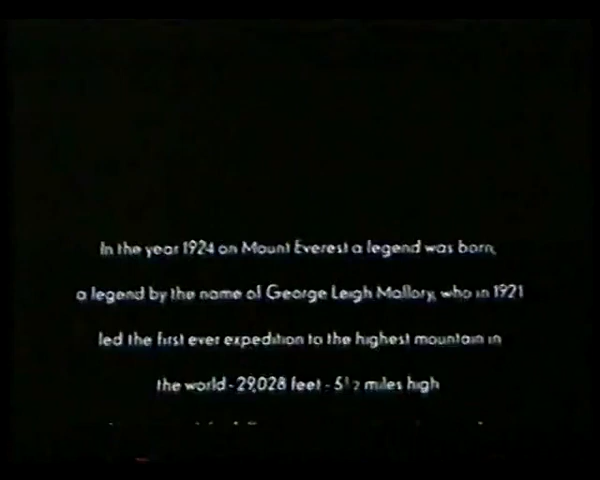 In the year 1924 on Mount Everest a legend was born,
a legend by the name of George Leigh Mallory, who in 1921
led the first ever expedition to the highest mountain in
the world - 29,028 feet - 5 1/2 miles high